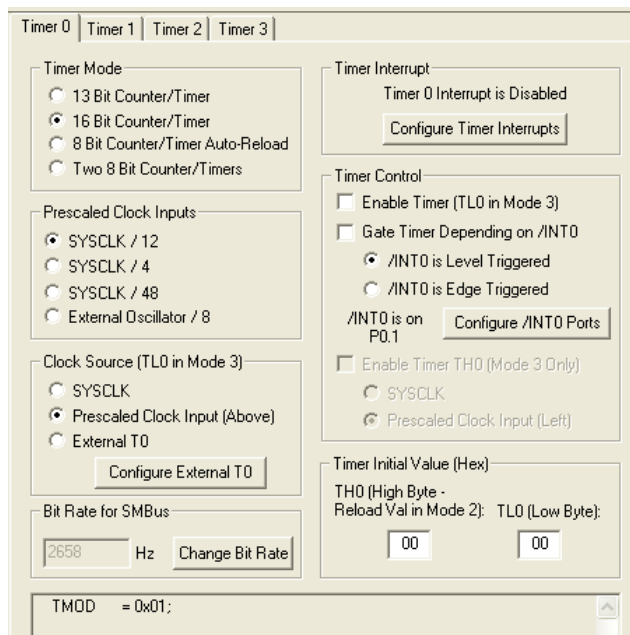 Timer 0 Timer 1 Timer 2 Timer 3
Timer Mode
13 Bit Counter/Timer
16 Bit Counter/Timer
8 Bit Counter/Timer Auto-Reload
Two 8 Bit Counter/Timers
Prescaled Clock Inputs
SYSCLK / 12
SYSCLK / 4
SYSCLK / 48
External Oscillator / 8
Clock Source (TL0 in Mode 3)
SYSCLK
Prescaled Clock Input (Above)
External T0
Configure External T0
Bit Rate for SMBus
2658 Hz Change Bit Rate
Timer Interrupt
Timer 0 Interrupt is Disabled
Configure Timer Interrupts
Timer Control
Enable Timer (TL0 in Mode 3)
Gate Timer Depending on /INT0
/INT0 is Level Triggered
/INT0 is Edge Triggered
/INT0 is on
P0.1
Configure /INT0 Ports
Enable Timer TH0 (Mode 3 Only)
SYSCLK
Prescaled Clock Input (Left)
Timer Initial Value (Hex)
TH0 (High Byte -
Reload Val in Mode 2): TL0 (Low Byte):
00 00
TMOD = 0x01;